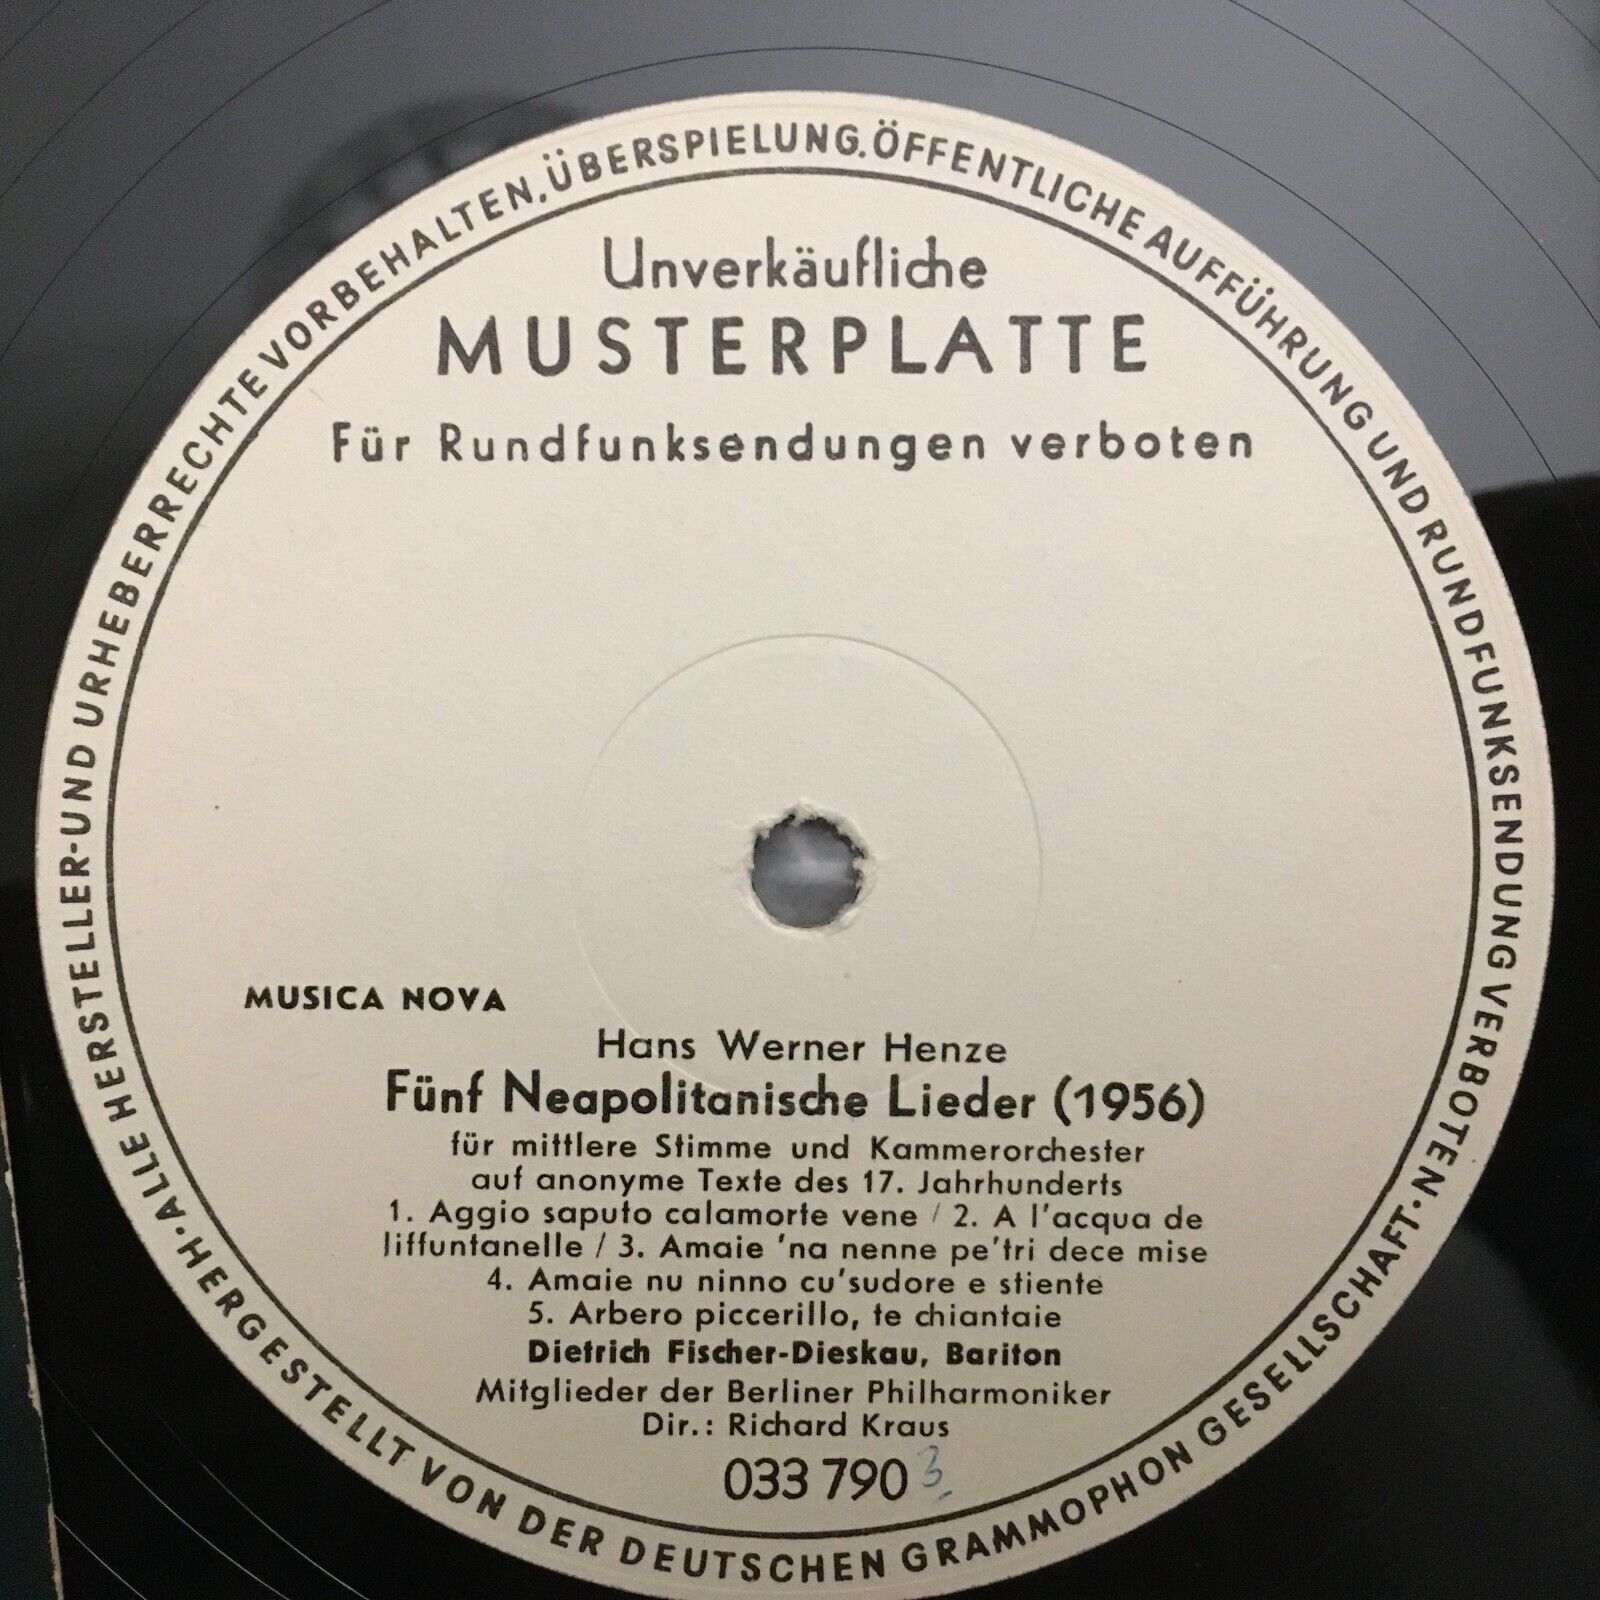 HERGESTELLT VON DER DEUTSCHEN GRAMMOPHON GESELLSCHAFT · ALLE HERSTELLER-UND URHEBERRECHTE VORBEHALTEN, ÜBERSPIELUNG. ÖFFENTLICHE AUFFÜHRUNG UND RUNDFUNKSENDUNG VERBOTEN ·
Unverkäufliche
MUSTERPLATTE
Für Rundfunksendungen verboten
MUSICA NOVA
Hans Werner Henze
Fünf Neapolitanische Lieder (1956)
für mittlere Stimme und Kammerorchester
auf anonyme Texte des 17. Jahrhunderts
1. Aggio saputo calamorte vene / 2. A l'acqua de
liffuntanelle / 3. Amaie 'na nenne pe'tri dece mise
4. Amaie nu ninno cu'sudore e stiente
5. Arbero piccerillo, te chiantaie
Dietrich Fischer-Dieskau, Bariton
Mitglieder der Berliner Philharmoniker
Dir.: Richard Kraus
033 790 3